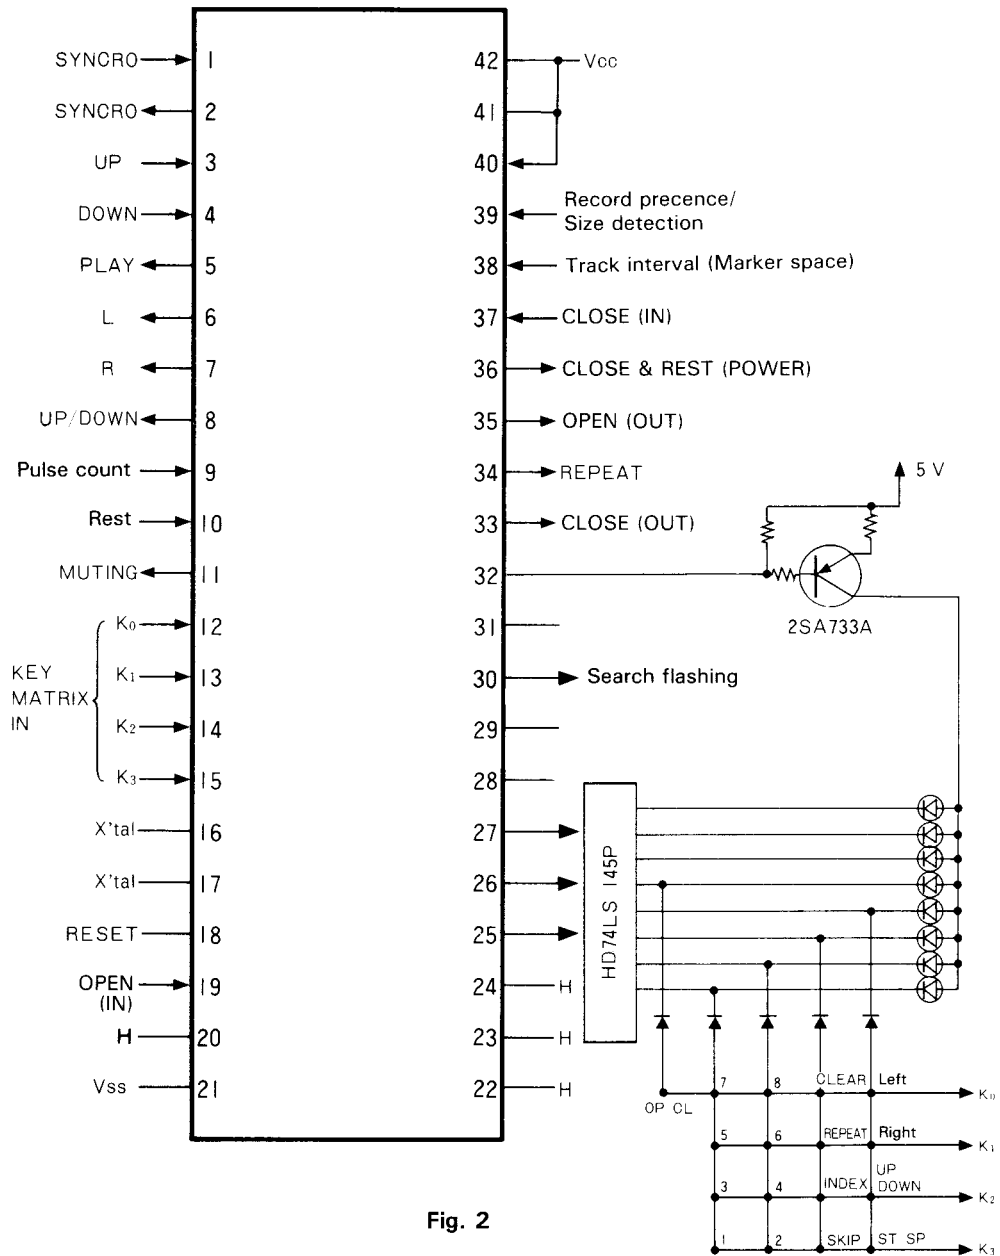 SYNCRO 1
SYNCRO 2
UP 3
DOWN 4
PLAY 5
L 6
R 7
UP/DOWN 8
Pulse count 9
Rest 10
MUTING 11
KEY
MATRIX
IN
K0 12
K1 13
K2 14
K3 15
X'tal 16
X'tal 17
RESET 18
OPEN
(IN)
19
H 20
Vss 21
42 Vcc
41
40
39 Record precence/
Size detection
38 Track interval (Marker space)
37 CLOSE (IN)
36 CLOSE & REST (POWER)
35 OPEN (OUT)
34 REPEAT
33 CLOSE (OUT)
32
31
30 Search flashing
29
28
27
26
25
24 H
23 H
22 H
5 V
2SA733A
HD74LS 145P
7 8 CLEAR Left K0
OP CL
5 6 REPEAT Right K1
3 4 INDEX UP
DOWN K2
1 2 SKIP ST SP K3
Fig. 2